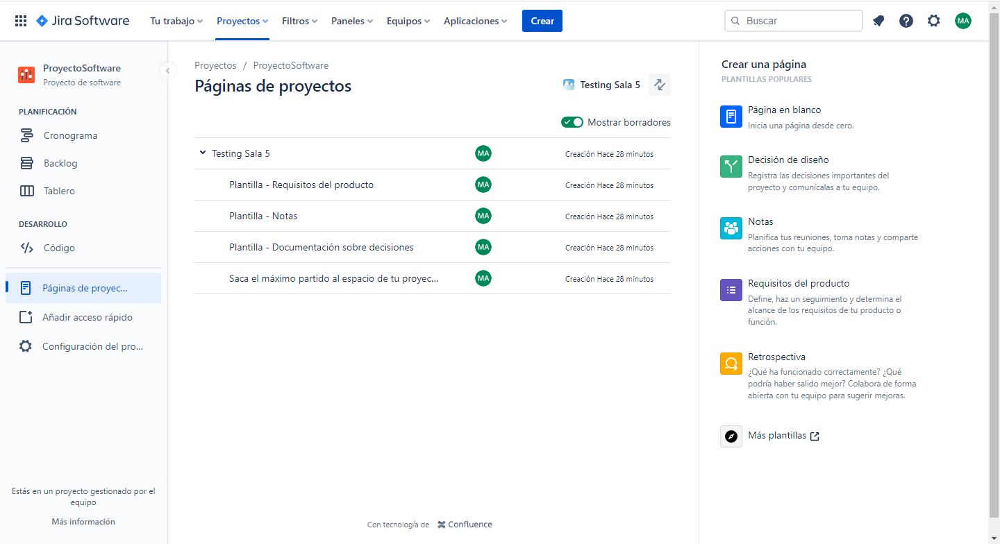 Jira Software
Tu trabajo
Proyectos
Filtros
Paneles
Equipos
Aplicaciones
Crear
Buscar
MA
ProyectoSoftware
Proyecto de software
PLANIFICACIÓN
Cronograma
Backlog
Tablero
DESARROLLO
Código
Páginas de proyec...
Añadir acceso rápido
Configuración del pro...
Estás en un proyecto gestionado por el
equipo
Más información
Proyectos / ProyectoSoftware
Páginas de proyectos
Testing Sala 5
Mostrar borradores
Testing Sala 5 MA Creación Hace 28 minutos
Plantilla - Requisitos del producto MA Creación Hace 28 minutos
Plantilla - Notas MA Creación Hace 28 minutos
Plantilla - Documentación sobre decisiones MA Creación Hace 28 minutos
Saca el máximo partido al espacio de tu proyec... MA Creación Hace 28 minutos
Con tecnología de Confluence
Crear una página
PLANTILLAS POPULARES
Página en blanco
Inicia una página desde cero.
Decisión de diseño
Registra las decisiones importantes del
proyecto y comunícalas a tu equipo.
Notas
Planifica tus reuniones, toma notas y comparte
acciones con tu equipo.
Requisitos del producto
Define, haz un seguimiento y determina el
alcance de los requisitos de tu producto o
función.
Retrospectiva
¿Qué ha funcionado correctamente? ¿Qué
podría haber salido mejor? Colabora de forma
abierta con tu equipo para sugerir mejoras.
Más plantillas